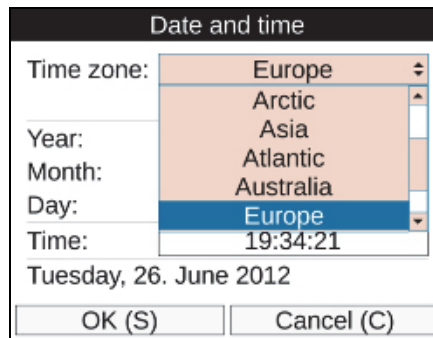 Date and time
Time zone: Europe
Arctic
Asia
Year:
Atlantic
Month:
Australia
Day:
Europe
Time: 19:34:21
Tuesday, 26. June 2012
OK (S) Cancel (C)